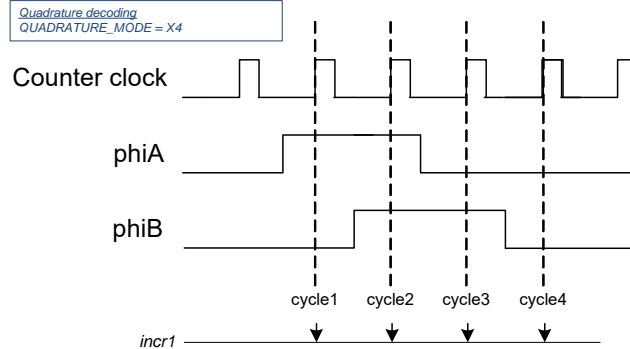 Quadrature decoding
QUADRATURE_MODE = X4
Counter clock
phiA
phiB
cycle1 cycle2 cycle3 cycle4
incr1